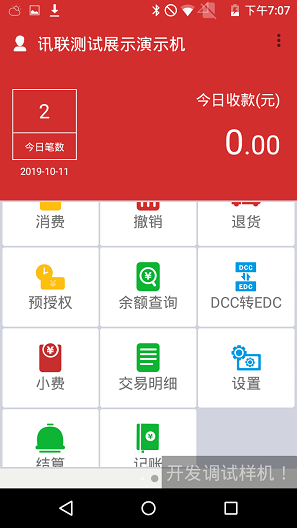 下午7:07
讯联测试展示演示机
2
今日笔数
2019-10-11
今日收款(元)
0.00
消费
撤销
退货
预授权
余额查询
DCC
EDC
DCC转EDC
小费
交易明细
设置
结算
记账
开发调试样机！